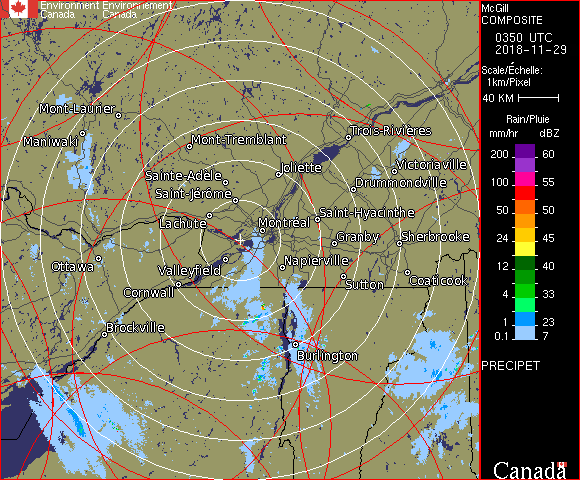 Environment Environnement
Canada Canada
McGill
COMPOSITE
0350 UTC
2018-11-29
Scale/Échelle:
1km/Pixel
40 KM
Rain/Pluie
mm/hr dBZ
200 60
100 55
50 50
24 45
12 40
4 33
1 23
0.1 7
PRECIPET
Canada
Mont-Laurier
Maniwaki
Mont-Tremblant
Trois-Rivières
Joliette
Victoriaville
Sainte-Adèle
Drummondville
Saint-Jérôme
Lachute
Saint-Hyacinthe
Montréal
Granby
Sherbrooke
Ottawa
Valleyfield
Napierville
Cornwall
Sutton
Coaticook
Brockville
Burlington